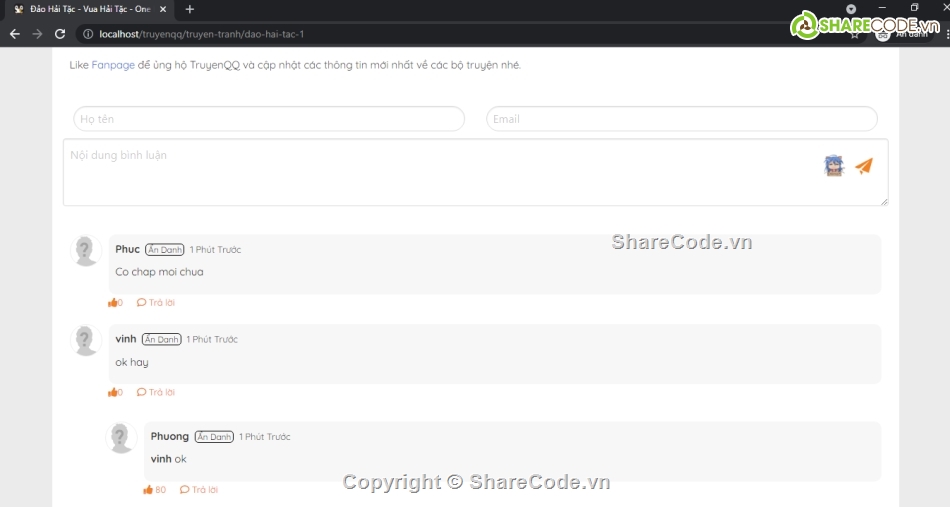 Đảo Hải Tặc - Vua Hải Tặc - One
localhost/truyenqq/truyen-tranh/dao-hai-tac-1
SHARECODE.vn
Ẩn danh
Like Fanpage để ủng hộ TruyenQQ và cập nhật các thông tin mới nhất về các bộ truyện nhé.
Họ tên
Email
Nội dung bình luận
Phuc Ẩn Danh 1 Phút Trước
ShareCode.vn
Co chap moi chua
0 Trả lời
vinh Ẩn Danh 1 Phút Trước
ok hay
0 Trả lời
Phuong Ẩn Danh 1 Phút Trước
vinh ok
Copyright © ShareCode.vn
80 Trả lời